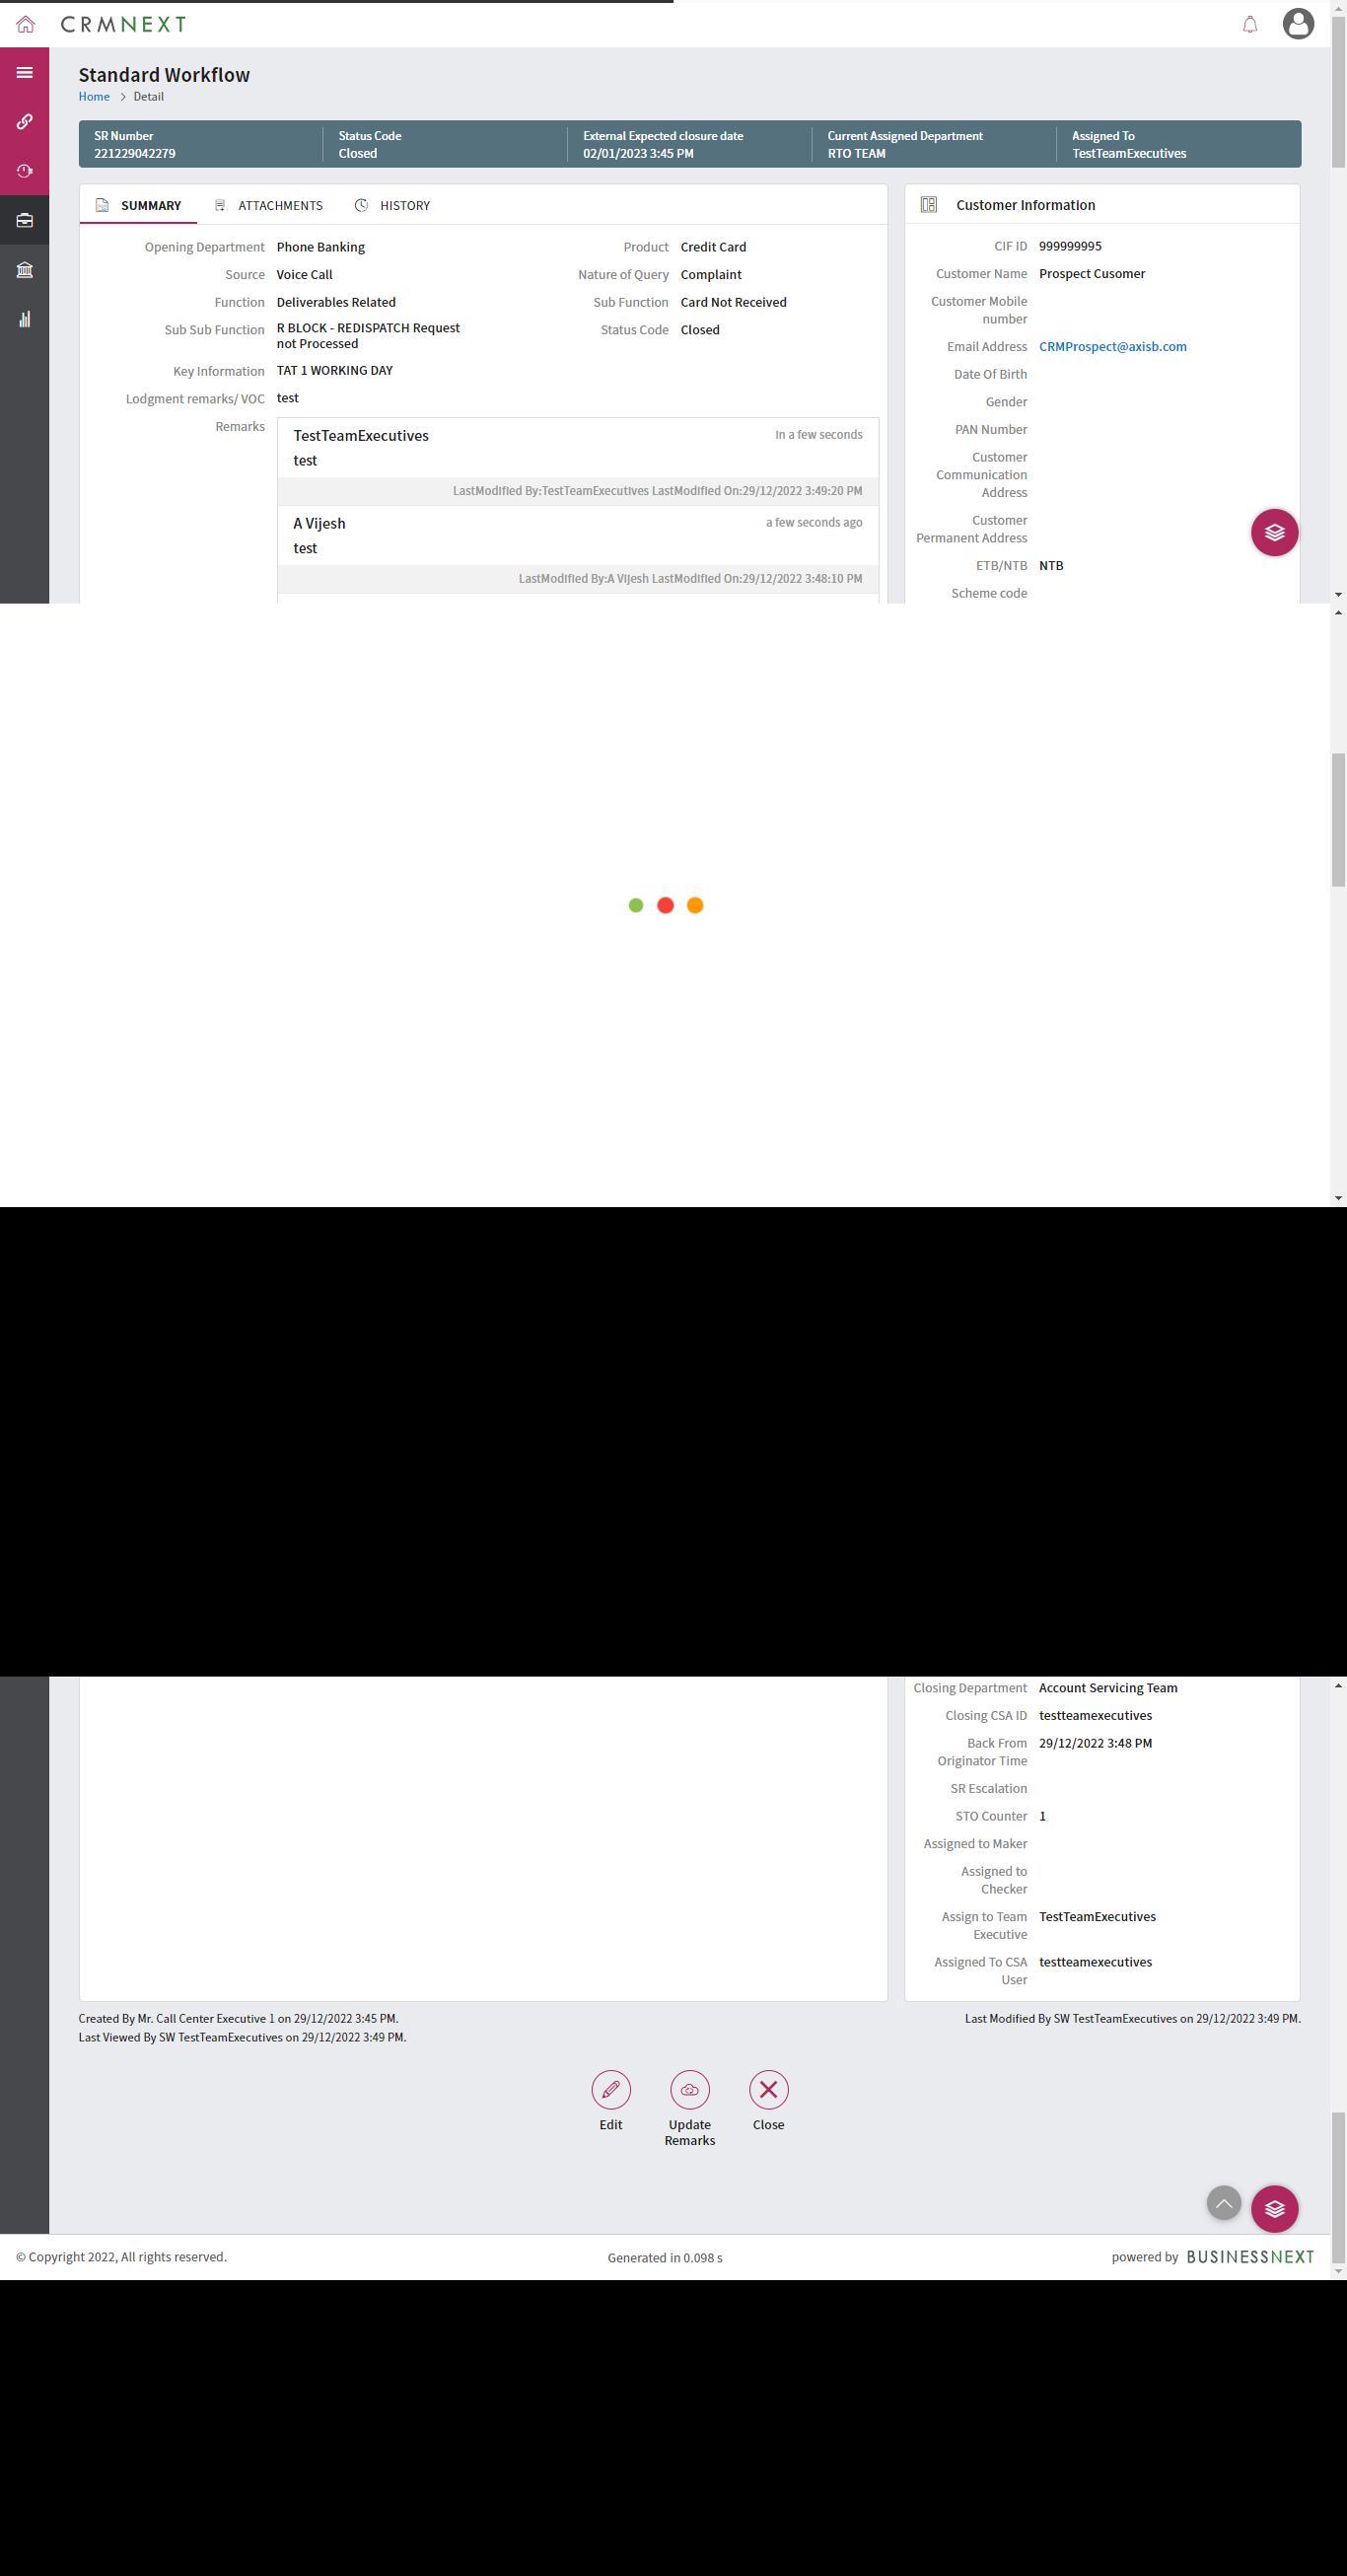 CRMNEXT
Standard Workflow
Home > Detail
SR Number
221229042279
Status Code
Closed
External Expected closure date
02/01/2023 3:45 PM
Current Assigned Department
RTO TEAM
Assigned To
TestTeamExecutives
SUMMARY ATTACHMENTS HISTORY
Opening Department Phone Banking
Product Credit Card
Source Voice Call
Nature of Query Complaint
Function Deliverables Related
Sub Function Card Not Received
Sub Sub Function R BLOCK - REDISPATCH Request
not Processed
Status Code Closed
Key Information TAT 1 WORKING DAY
Lodgment remarks/ VOC test
Remarks
TestTeamExecutives In a few seconds
test
LastModified By:TestTeamExecutives LastModified On:29/12/2022 3:49:20 PM
A Vijesh a few seconds ago
test
LastModified By:A Vijesh LastModified On:29/12/2022 3:48:10 PM
Customer Information
CIF ID 999999995
Customer Name Prospect Cusomer
Customer Mobile
number
Email Address CRMProspect@axisb.com
Date Of Birth
Gender
PAN Number
Customer
Communication
Address
Customer
Permanent Address
ETB/NTB NTB
Scheme code
Closing Department Account Servicing Team
Closing CSA ID testteamexecutives
Back From 29/12/2022 3:48 PM
Originator Time
SR Escalation
STO Counter 1
Assigned to Maker
Assigned to
Checker
Assign to Team TestTeamExecutives
Executive
Assigned To CSA testteamexecutives
User
Created By Mr. Call Center Executive 1 on 29/12/2022 3:45 PM.
Last Modified By SW TestTeamExecutives on 29/12/2022 3:49 PM.
Last Viewed By SW TestTeamExecutives on 29/12/2022 3:49 PM.
Edit
Update
Remarks
Close
© Copyright 2022, All rights reserved.
Generated in 0.098 s
powered by BUSINESSNEXT